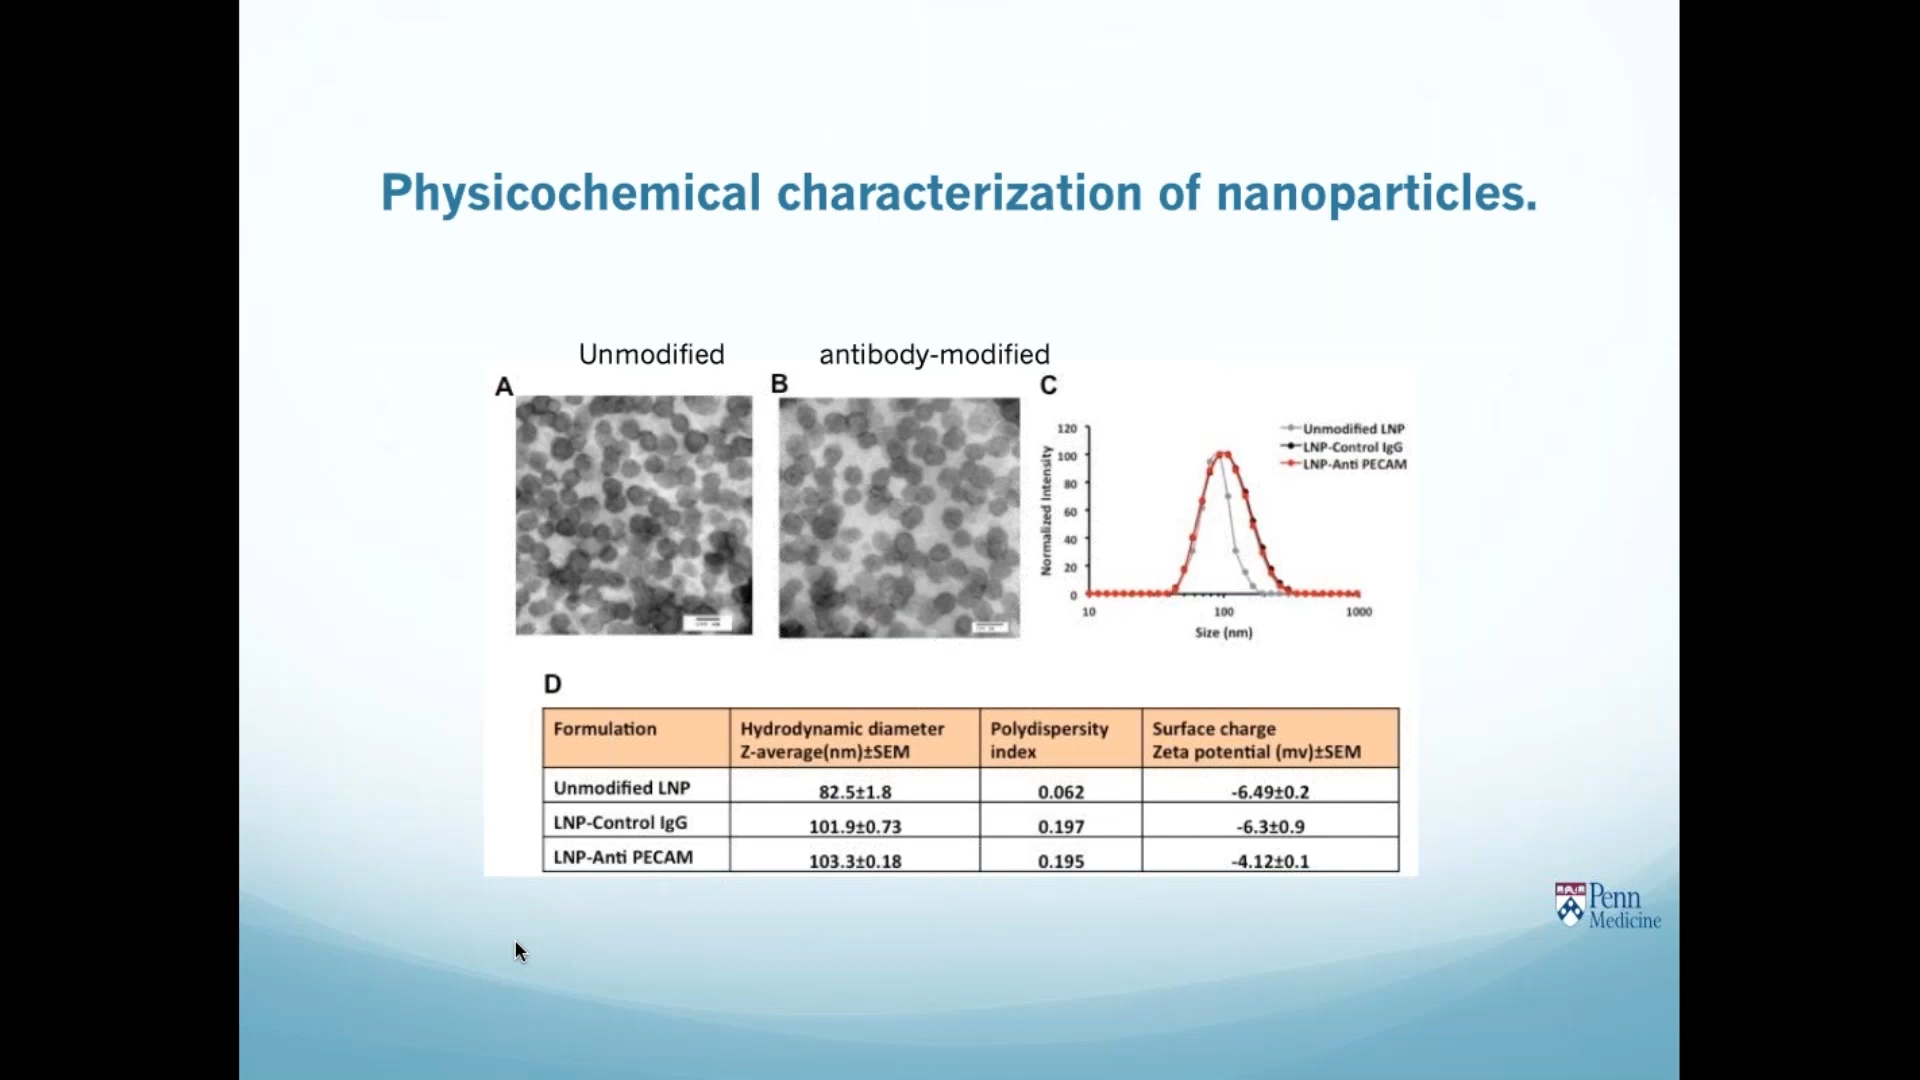 Physicochemical characterization of nanoparticles.
Unmodified
antibody-modified
A
B
C
120
100
80
60
40
20
0
Normalized Intensity
10
100
1000
Size (nm)
Unmodified LNP
LNP-Control IgG
LNP-Anti PECAM
D
Formulation
Hydrodynamic diameter
Z-average(nm)±SEM
Polydispersity
index
Surface charge
Zeta potential (mv)±SEM
Unmodified LNP 82.5±1.8 0.062 -6.49±0.2
LNP-Control IgG 101.9±0.73 0.197 -6.3±0.9
LNP-Anti PECAM 103.3±0.18 0.195 -4.12±0.1
Penn
Medicine